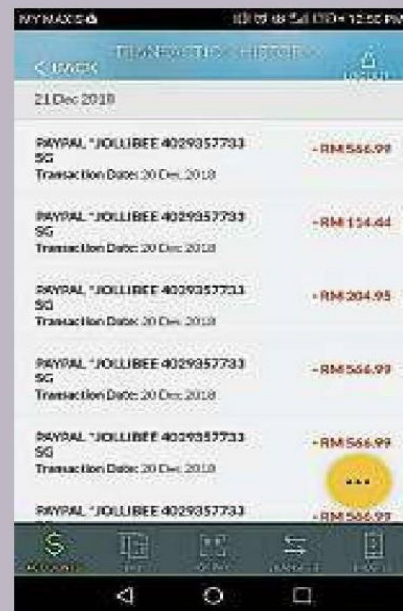 MY MAXIS
12:50 PM
TRANSACTION HISTORY
< BACK
LOGOUT
21 Dec 2018
PAYPAL *JOLLIBEE 4029357733
SG
- RM 566.99
Transaction Date: 20 Dec 2018
PAYPAL *JOLLIBEE 4029357733
SG
- RM 154.44
Transaction Date: 20 Dec 2018
PAYPAL *JOLLIBEE 4029357733
SG
- RM 204.95
Transaction Date: 20 Dec 2018
PAYPAL *JOLLIBEE 4029357733
SG
- RM 566.99
Transaction Date: 20 Dec 2018
PAYPAL *JOLLIBEE 4029357733
SG
- RM 566.99
Transaction Date: 20 Dec 2018
PAYPAL *JOLLIBEE 4029357733
- RM 566.99
ACCOUNTS